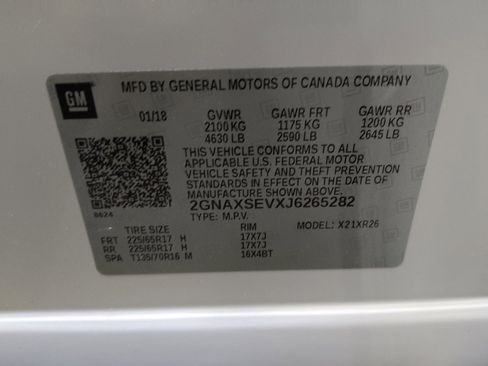 GM
MFD BY GENERAL MOTORS OF CANADA COMPANY
01/18 GVWR GAWR FRT GAWR RR
2100 KG 1175 KG 1200 KG
4630 LB 2590 LB 2645 LB
THIS VEHICLE CONFORMS TO ALL
APPLICABLE U.S. FEDERAL MOTOR
VEHICLE SAFETY AND THEFT PREVENTION
STANDARDS IN EFFECT ON THE DATE OF
MANUFACTURE SHOWN ABOVE.
2GNAXSEVXJ6265282
0624 TYPE: M.P.V. MODEL: X21XR26
TIRE SIZE RIM
FRT 225/65R17 H 17X7J
RR 225/65R17 H 17X7J
SPA T135/70R16 M 16X4BT